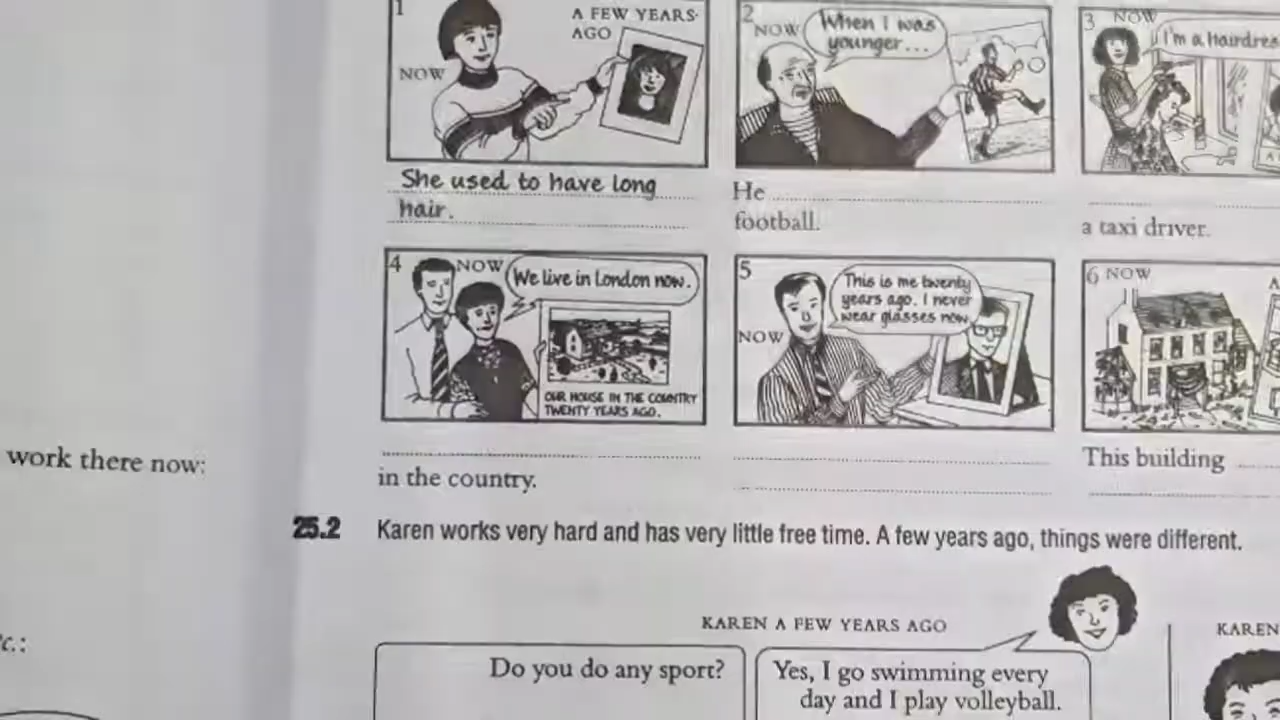 1
A FEW YEARS
AGO
NOW
She used to have long
hair.
2
NOW
When I was
younger...
He
football.
3
NOW
I'm a
a taxi driver.
4
NOW
We live in London now.
OUR HOUSE IN THE COUNTRY
TWENTY YEARS AGO.
in the country.
5
NOW
This is me twenty
years ago. I never
wear glasses now.
6 NOW
This building
work there now:
25.2 Karen works very hard and has very little free time. A few years ago, things were different.
KAREN A FEW YEARS AGO
KAREN
Do you do any sport?
Yes, I go swimming every
day and I play volleyball.